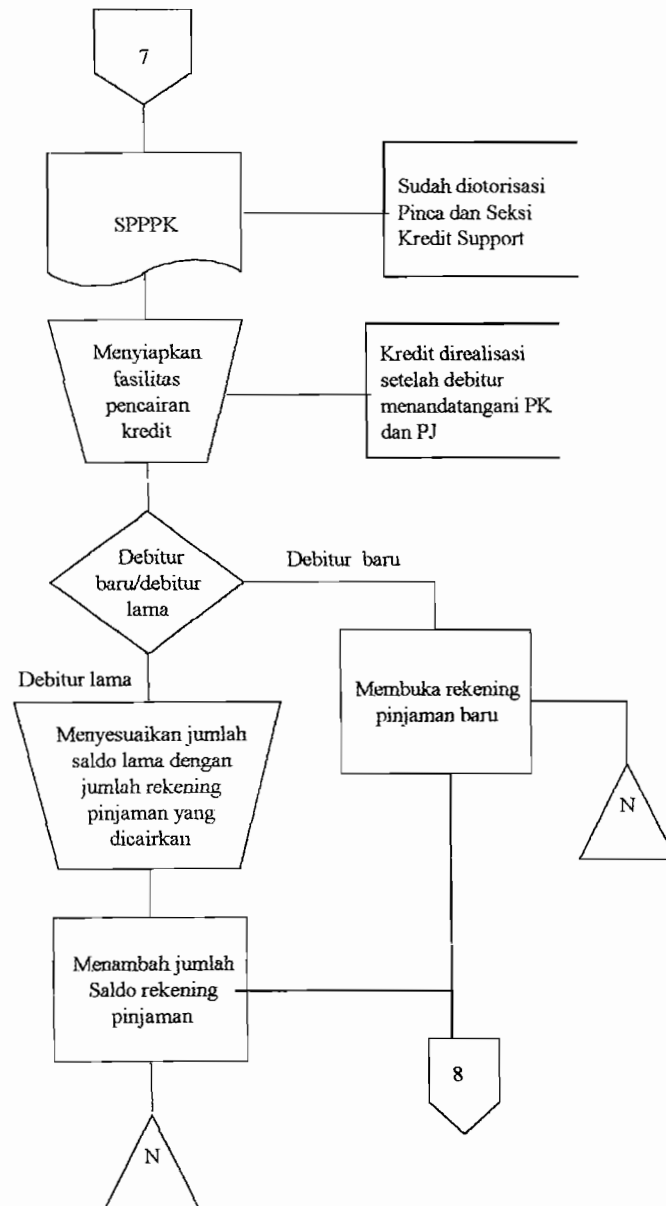 7
SPPPK
Sudah diotorisasi
Pinca dan Seksi
Kredit Support
Menyiapkan
fasilitas
pencairan
kredit
Kredit direalisasi
setelah debitur
menandatangani PK
dan PJ
Debitur
baru/debitur
lama
Debitur baru
Debitur lama
Membuka rekening
pinjaman baru
Menyesuaikan jumlah
saldo lama dengan
jumlah rekening
pinjaman yang
dicairkan
N
Menambah jumlah
Saldo rekening
pinjaman
8
N